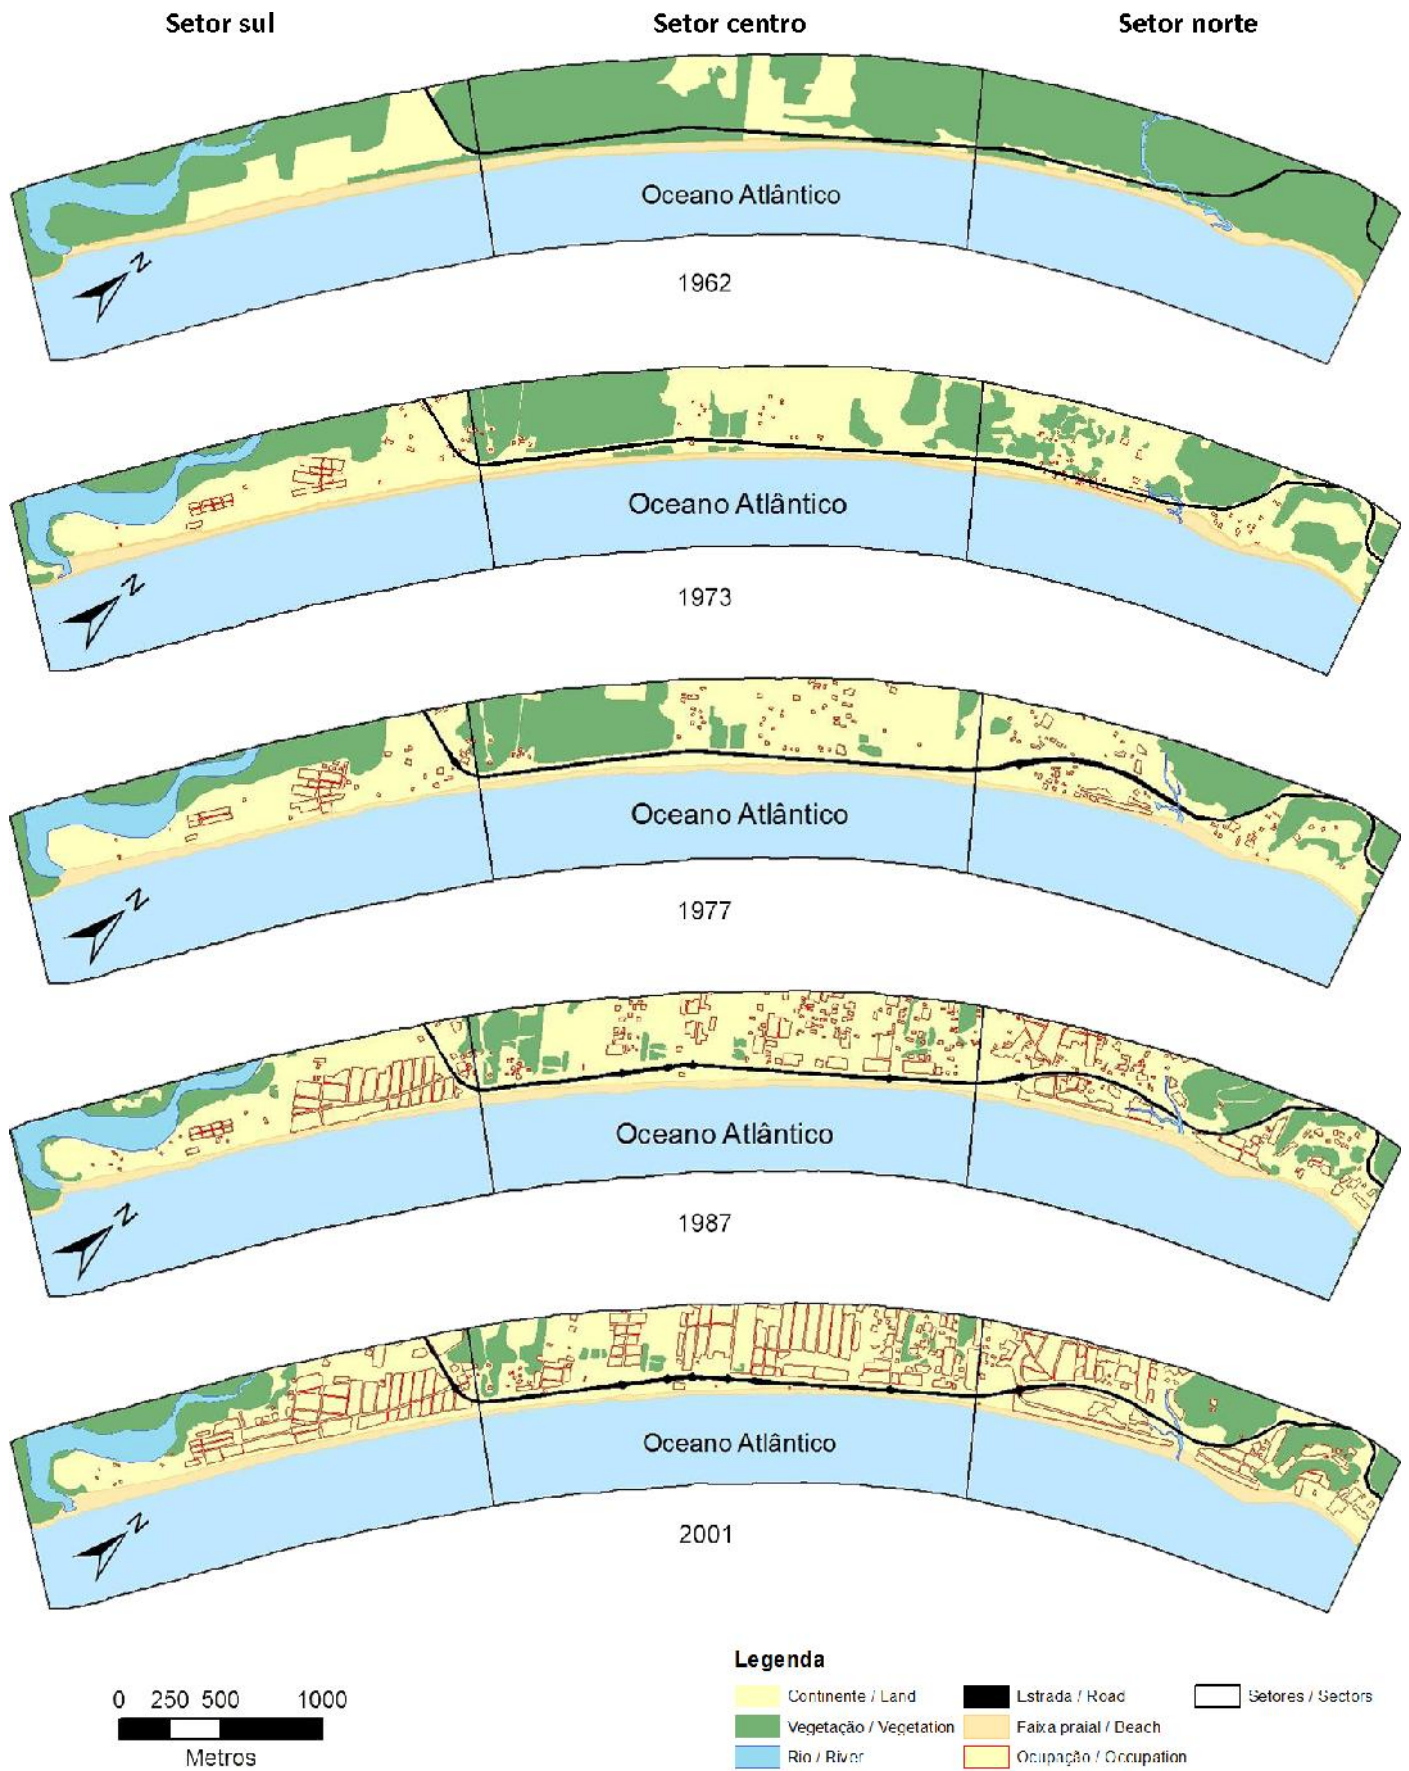 Setor sul Setor centro Setor norte
Oceano Atlântico
N
1962
Oceano Atlântico
N
1973
Oceano Atlântico
N
1977
Oceano Atlântico
N
1987
Oceano Atlântico
N
2001
Legenda
0 250 500 1000
Metros
Continente / Land Estrada / Road Setores / Sectors
Vegetação / Vegetation Faixa praial / Beach
Rio / River Ocupação / Occupation